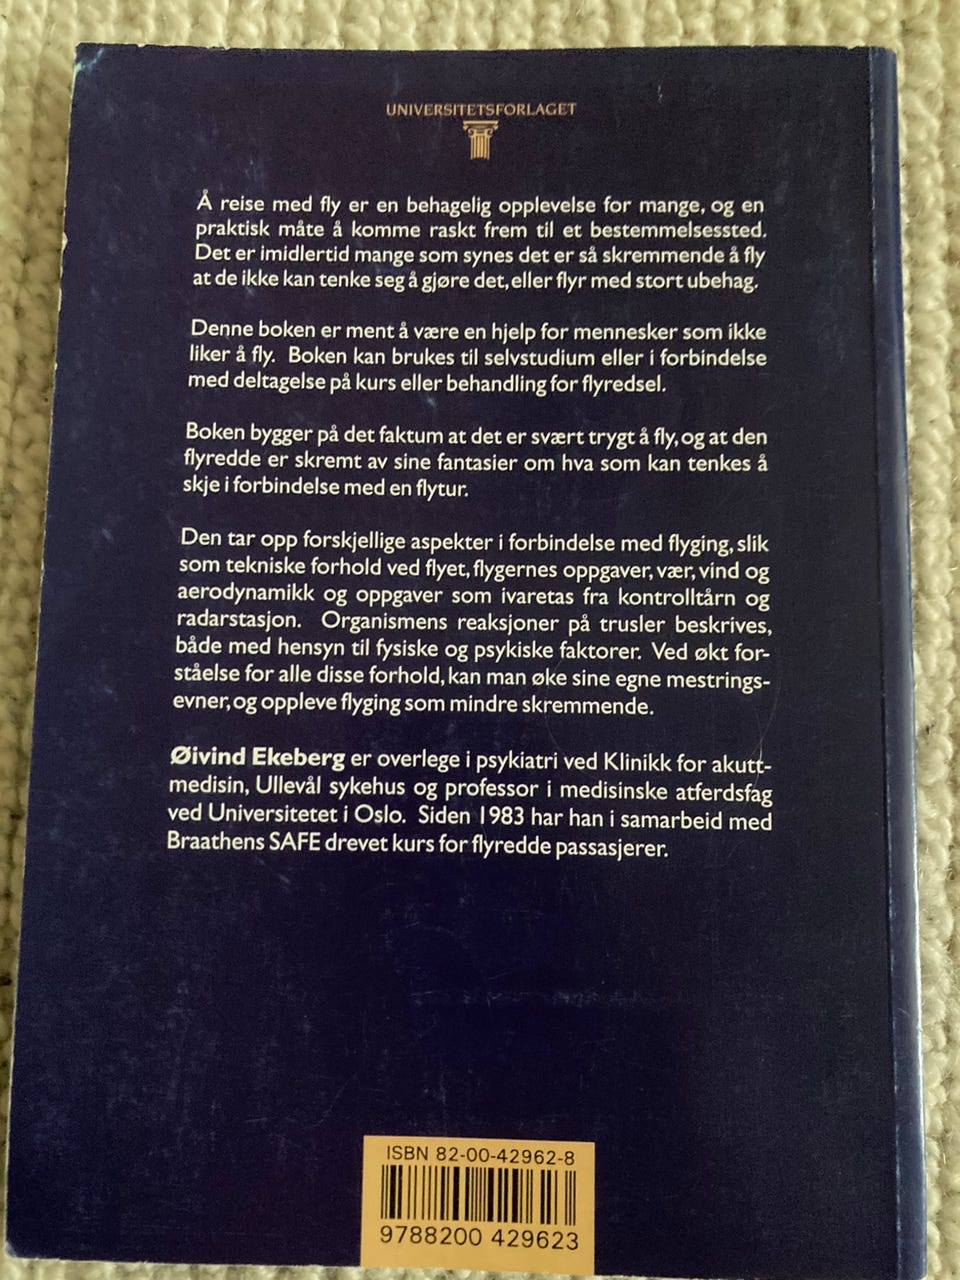 UNIVERSITETSFORLAGET
Å reise med fly er en behagelig opplevelse for mange, og en
praktisk måte å komme raskt frem til et bestemmelsessted.
Det er imidlertid mange som synes det er så skremmende å fly
at de ikke kan tenke seg å gjøre det, eller flyr med stort ubehag.
Denne boken er ment å være en hjelp for mennesker som ikke
liker å fly. Boken kan brukes til selvstudium eller i forbindelse
med deltagelse på kurs eller behandling for flyredsel.
Boken bygger på det faktum at det er svært trygt å fly, og at den
flyredde er skremt av sine fantasier om hva som kan tenkes å
skje i forbindelse med en flytur.
Den tar opp forskjellige aspekter i forbindelse med flyging, slik
som tekniske forhold ved flyet, flygernes oppgaver, vær, vind og
aerodynamikk og oppgaver som ivaretas fra kontrolltårn og
radarstasjon. Organismens reaksjoner på trusler beskrives,
både med hensyn til fysiske og psykiske faktorer. Ved økt for-
ståelse for alle disse forhold, kan man øke sine egne mestrings-
evner, og oppleve flyging som mindre skremmende.
Øivind Ekeberg er overlege i psykiatri ved Klinikk for akutt-
medisin, Ullevål sykehus og professor i medisinske atferdsfag
ved Universitetet i Oslo. Siden 1983 har han i samarbeid med
Braathens SAFE drevet kurs for flyredde passasjerer.
ISBN 82-00-42962-8
9788200 429623